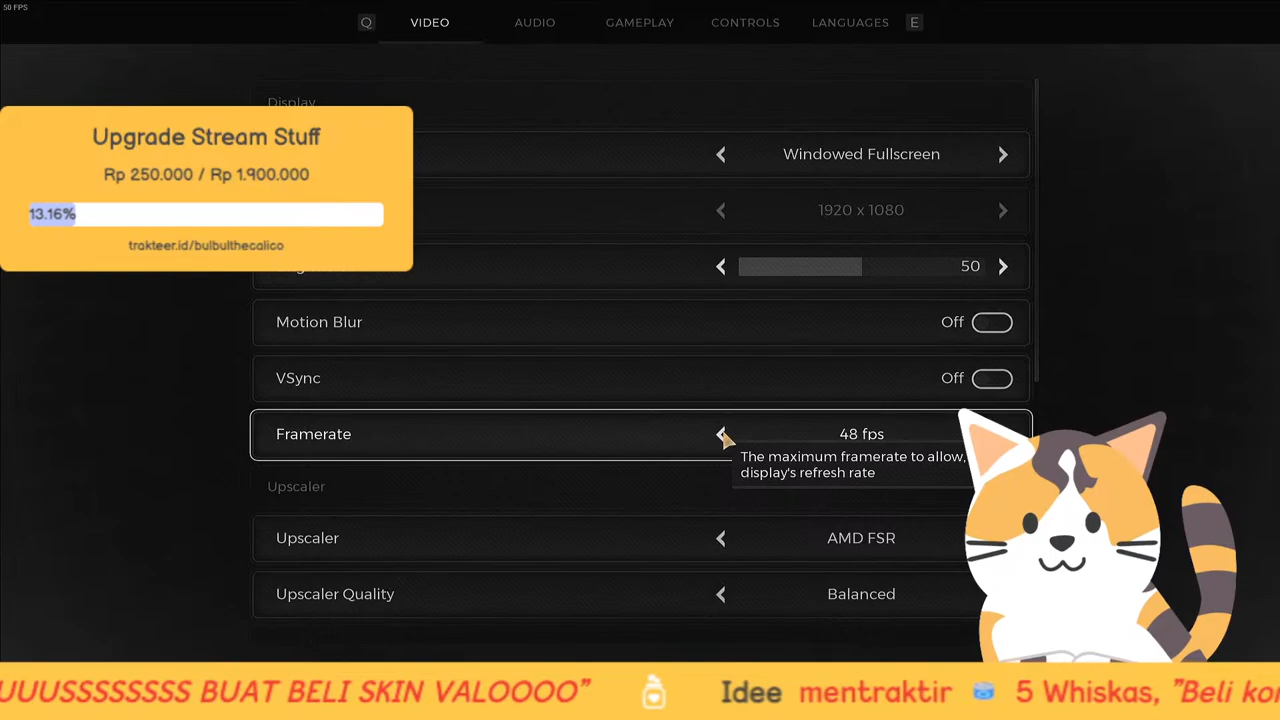 50 FPS
Q VIDEO AUDIO GAMEPLAY CONTROLS LANGUAGES E
Display
Upgrade Stream Stuff
Rp 250.000 / Rp 1.900.000
13.16%
trakteer.id/bulbulthecalico
Windowed Fullscreen
1920 x 1080
50
Motion Blur Off
VSync Off
Framerate 48 fps
The maximum framerate to allow,
display's refresh rate
Upscaler
Upscaler AMD FSR
Upscaler Quality Balanced
UUUSSSSSSSS BUAT BELI SKIN VALOOOO" Idee mentraktir 5 Whiskas, "Beli